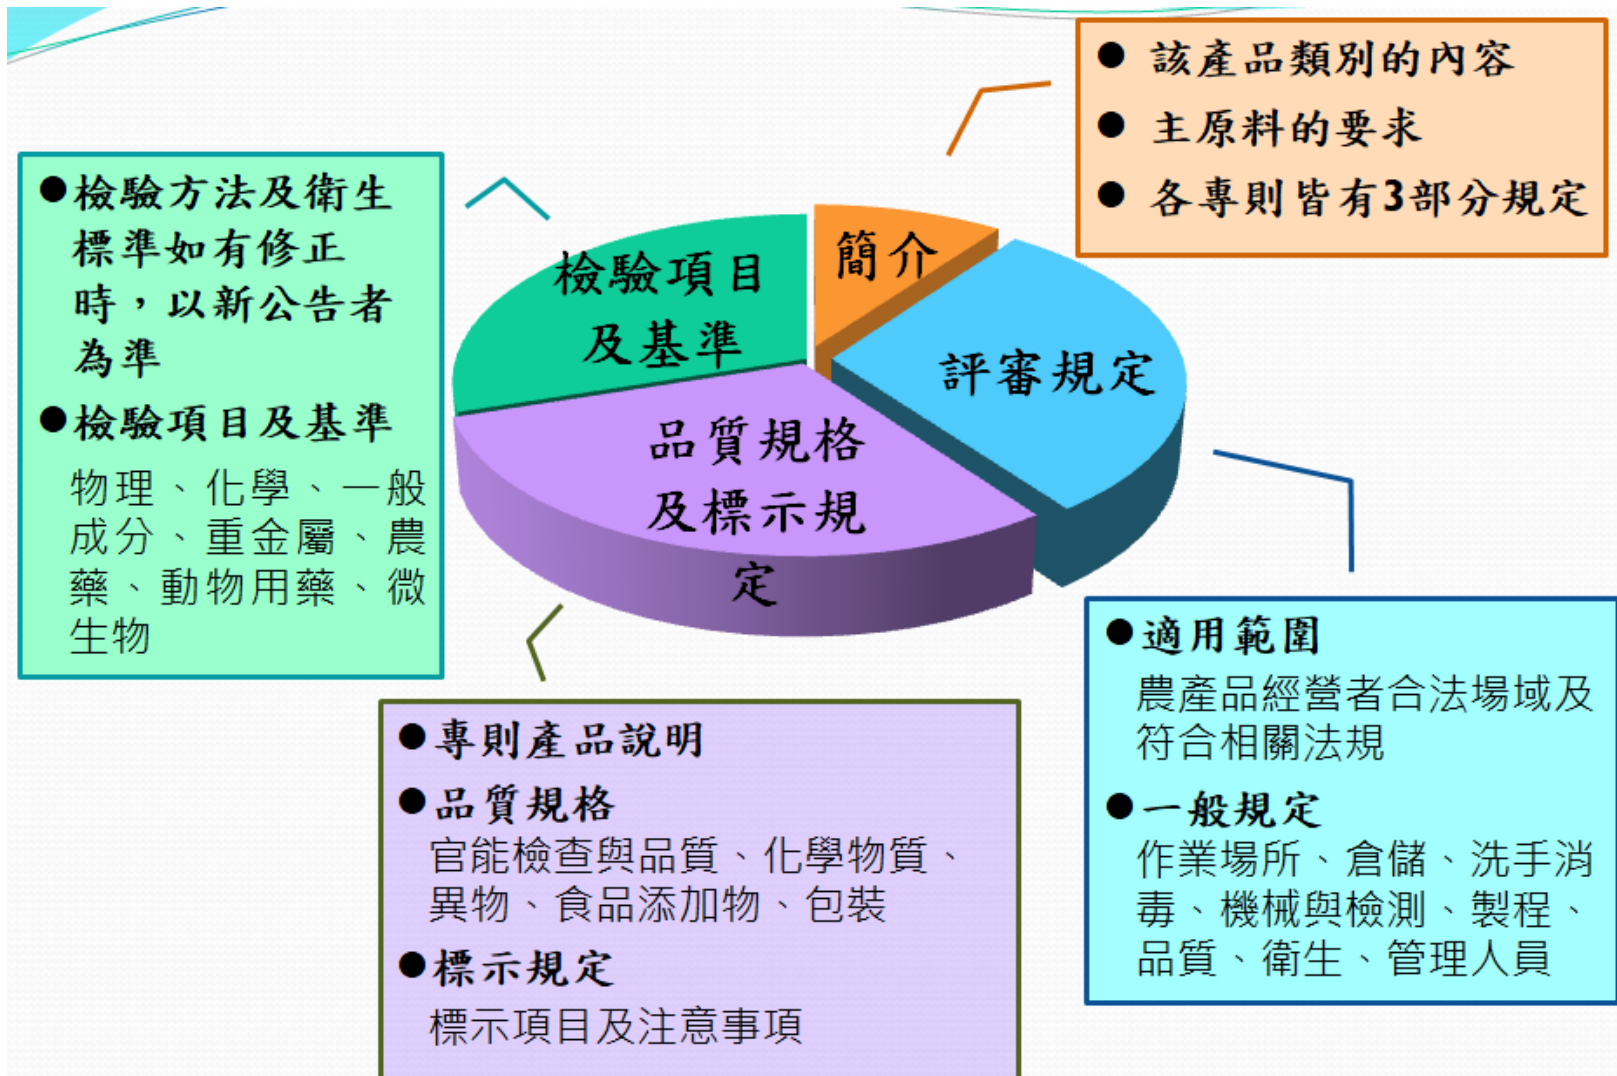 ● 該產品類別的內容
● 主原料的要求
● 各專則皆有3部分規定
●檢驗方法及衛生
標準如有修正
時，以新公告者
為準
●檢驗項目及基準
物理、化學、一般
成分、重金屬、農
藥、動物用藥、微
生物
簡介
檢驗項目
及基準
評審規定
品質規格
及標示規
定
●專則產品說明
●品質規格
官能檢查與品質、化學物質、
異物、食品添加物、包裝
●標示規定
標示項目及注意事項
●適用範圍
農產品經營者合法場域及
符合相關法規
●一般規定
作業場所、倉儲、洗手消
毒、機械與檢測、製程、
品質、衛生、管理人員